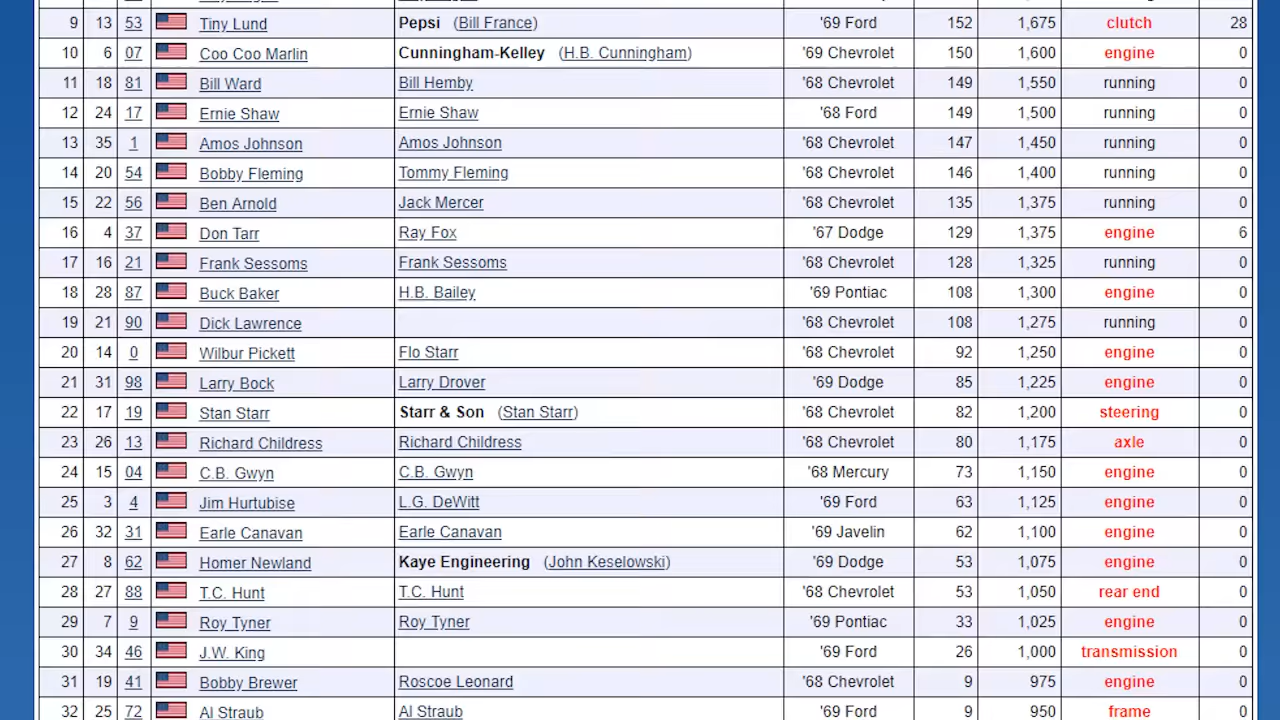 9 13 53 Tiny Lund Pepsi (Bill France) '69 Ford 152 1,675 clutch 28
10 6 07 Coo Coo Marlin Cunningham-Kelley (H.B. Cunningham) '69 Chevrolet 150 1,600 engine 0
11 18 81 Bill Ward Bill Hemby '68 Chevrolet 149 1,550 running 0
12 24 17 Ernie Shaw Ernie Shaw '68 Ford 149 1,500 running 0
13 35 1 Amos Johnson Amos Johnson '68 Chevrolet 147 1,450 running 0
14 20 54 Bobby Fleming Tommy Fleming '68 Chevrolet 146 1,400 running 0
15 22 56 Ben Arnold Jack Mercer '68 Chevrolet 135 1,375 running 0
16 4 37 Don Tarr Ray Fox '67 Dodge 129 1,375 engine 6
17 16 21 Frank Sessoms Frank Sessoms '68 Chevrolet 128 1,325 running 0
18 28 87 Buck Baker H.B. Bailey '69 Pontiac 108 1,300 engine 0
19 21 90 Dick Lawrence '68 Chevrolet 108 1,275 running 0
20 14 0 Wilbur Pickett Flo Starr '68 Chevrolet 92 1,250 engine 0
21 31 98 Larry Bock Larry Drover '69 Dodge 85 1,225 engine 0
22 17 19 Stan Starr Starr & Son (Stan Starr) '68 Chevrolet 82 1,200 steering 0
23 26 13 Richard Childress Richard Childress '68 Chevrolet 80 1,175 axle 0
24 15 04 C.B. Gwyn C.B. Gwyn '68 Mercury 73 1,150 engine 0
25 3 4 Jim Hurtubise L.G. DeWitt '69 Ford 63 1,125 engine 0
26 32 31 Earle Canavan Earle Canavan '69 Javelin 62 1,100 engine 0
27 8 62 Homer Newland Kaye Engineering (John Keselowski) '69 Dodge 53 1,075 engine 0
28 27 88 T.C. Hunt T.C. Hunt '68 Chevrolet 53 1,050 rear end 0
29 7 9 Roy Tyner Roy Tyner '69 Pontiac 33 1,025 engine 0
30 34 46 J.W. King '69 Ford 26 1,000 transmission 0
31 19 41 Bobby Brewer Roscoe Leonard '68 Chevrolet 9 975 engine 0
32 25 72 Al Straub Al Straub '69 Ford 9 950 frame 0